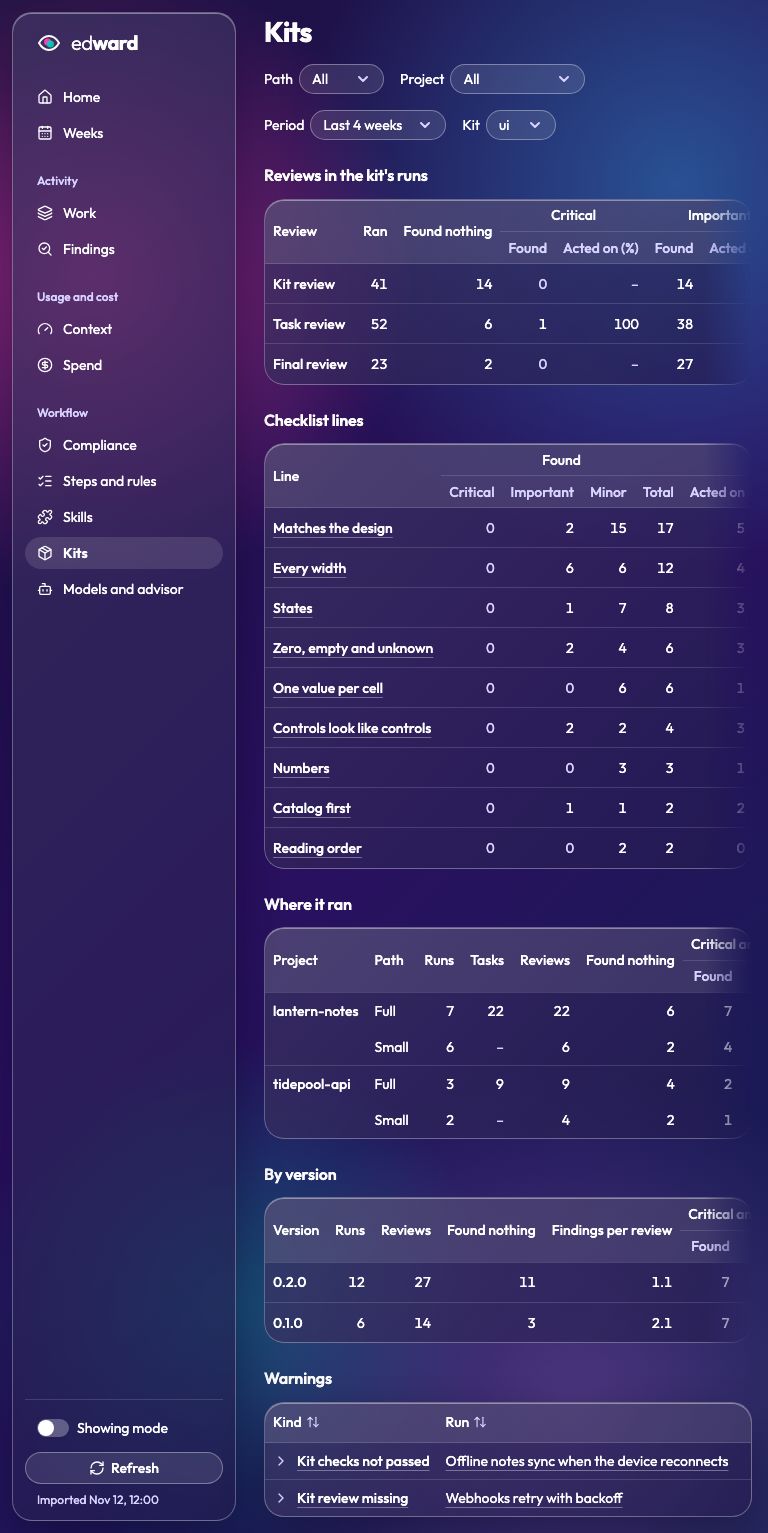 edward
Home
Weeks
Activity
Work
Findings
Usage and cost
Context
Spend
Workflow
Compliance
Steps and rules
Skills
Kits
Models and advisor
Showing mode
Refresh
Imported Nov 12, 12:00
Kits
Path All Project All
Period Last 4 weeks Kit ui
Reviews in the kit's runs
Critical Important
Review Ran Found nothing Found Acted on (%) Found Acted
Kit review 41 14 0 – 14
Task review 52 6 1 100 38
Final review 23 2 0 – 27
Checklist lines
Found
Line Critical Important Minor Total Acted on
Matches the design 0 2 15 17 5
Every width 0 6 6 12 4
States 0 1 7 8 3
Zero, empty and unknown 0 2 4 6 3
One value per cell 0 0 6 6 1
Controls look like controls 0 2 2 4 3
Numbers 0 0 3 3 1
Catalog first 0 1 1 2 2
Reading order 0 0 2 2 0
Where it ran
Critical
Project Path Runs Tasks Reviews Found nothing Found
lantern-notes Full 7 22 22 6 7
Small 6 – 6 2 4
tidepool-api Full 3 9 9 4 2
Small 2 – 4 2 1
By version
Critical
Version Runs Reviews Found nothing Findings per review Found
0.2.0 12 27 11 1.1 7
0.1.0 6 14 3 2.1 7
Warnings
Kind Run
Kit checks not passed Offline notes sync when the device reconnects
Kit review missing Webhooks retry with backoff